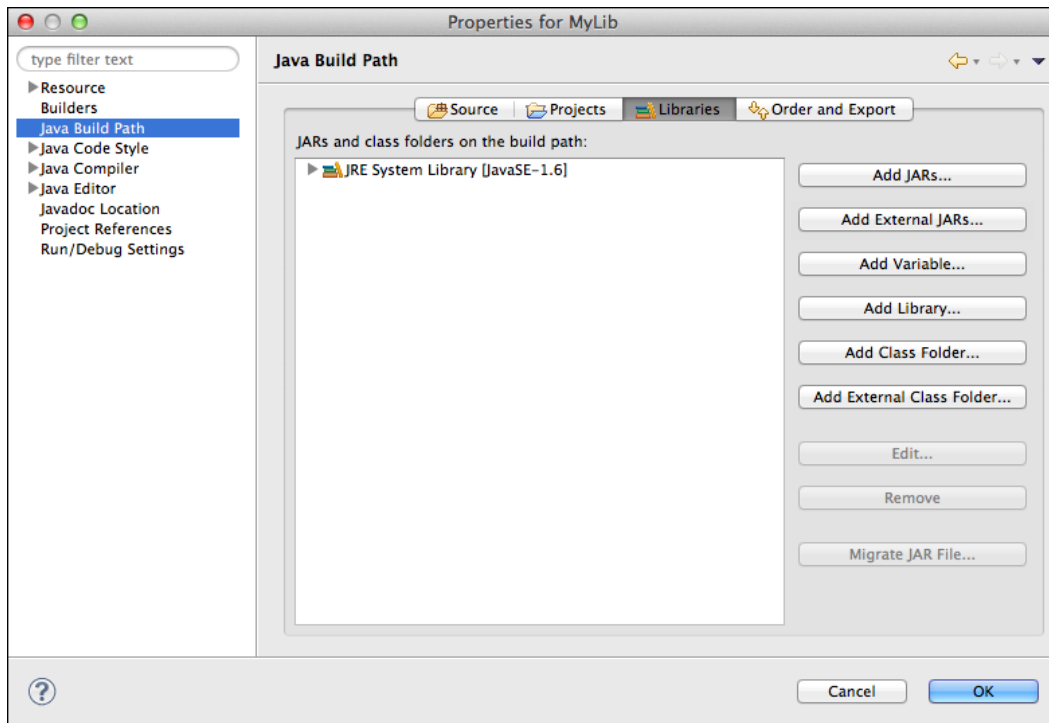 Properties for MyLib
type filter text
Resource
Builders
Java Build Path
Java Code Style
Java Compiler
Java Editor
Javadoc Location
Project References
Run/Debug Settings
Java Build Path
Source
Projects
Libraries
Order and Export
JARs and class folders on the build path:
JRE System Library [JavaSE-1.6]
Add JARs...
Add External JARs...
Add Variable...
Add Library...
Add Class Folder...
Add External Class Folder...
Edit...
Remove
Migrate JAR File...
?
Cancel
OK